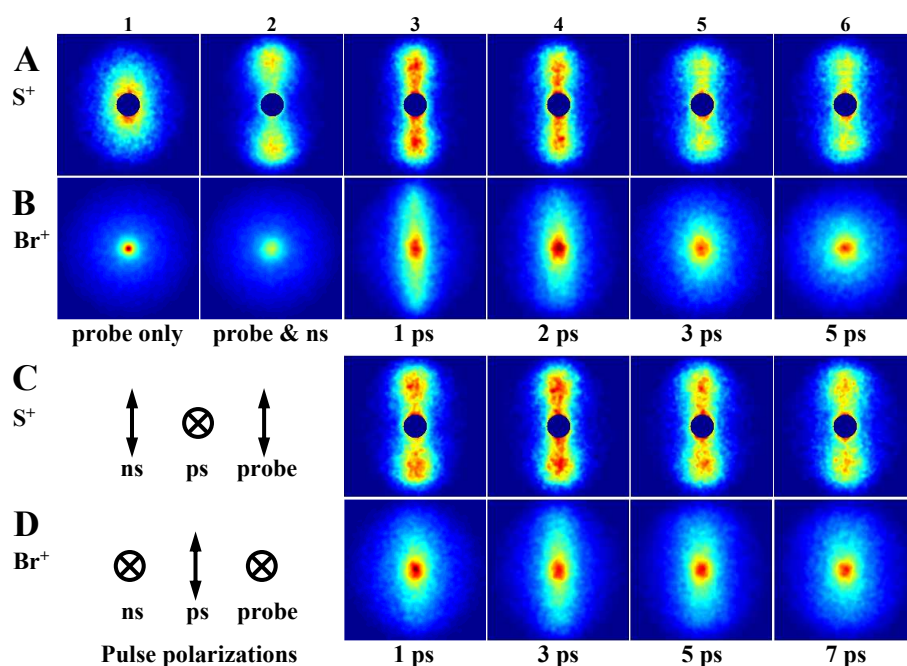 1 2 3 4 5 6
A
S+
B
Br+
probe only probe & ns 1 ps 2 ps 3 ps 5 ps
C
S+
ns ps probe
D
Br+
ns ps probe
Pulse polarizations 1 ps 3 ps 5 ps 7 ps